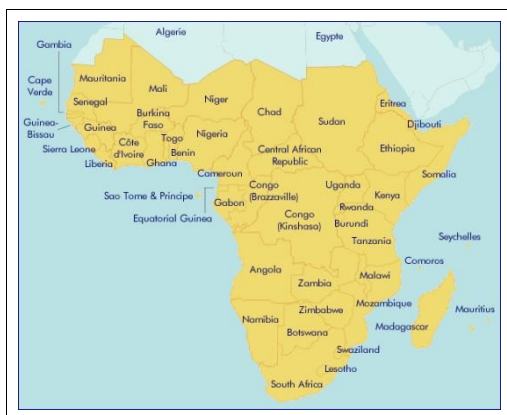 Algerie
Egypte
Gambia
Cape
Verde
Mauritania
Mali
Niger
Chad
Sudan
Eritrea
Djibouti
Senegal
Guinea-
Bissau
Guinea
Burkina
Faso
Sierra Leone
Liberia
Côte
d'Ivoire
Togo
Ghana
Benin
Nigeria
Cameroun
Central African
Republic
Ethiopia
Somalia
Sao Tome & Principe
Equatorial Guinea
Gabon
Congo
(Brazzaville)
Congo
(Kinshasa)
Uganda
Rwanda
Burundi
Kenya
Tanzania
Seychelles
Comoros
Angola
Zambia
Malawi
Mozambique
Zimbabwe
Namibia
Botswana
Madagascar
Mauritius
Swaziland
Lesotho
South Africa